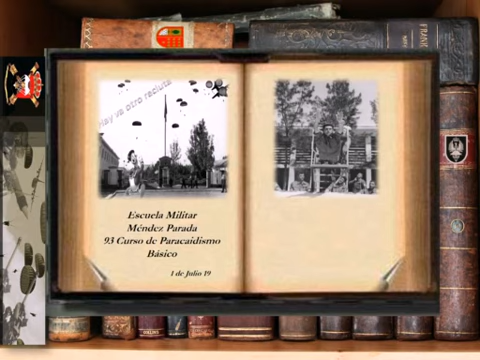 Hay va otro recluta
Escuela Militar
Méndez Parada
93 Curso de Paracaidismo
Básico
1 de Julio 19